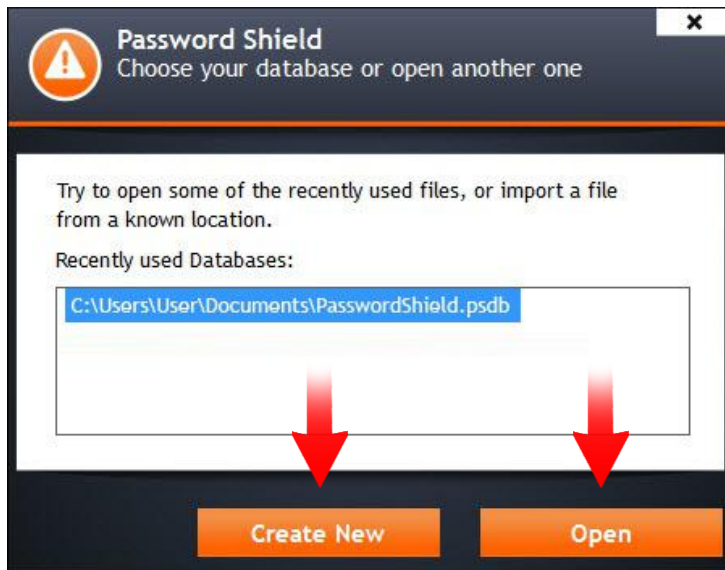 Password Shield
Choose your database or open another one
Try to open some of the recently used files, or import a file
from a known location.
Recently used Databases:
C:\Users\User\Documents\PasswordShield.psdb
Create New
Open